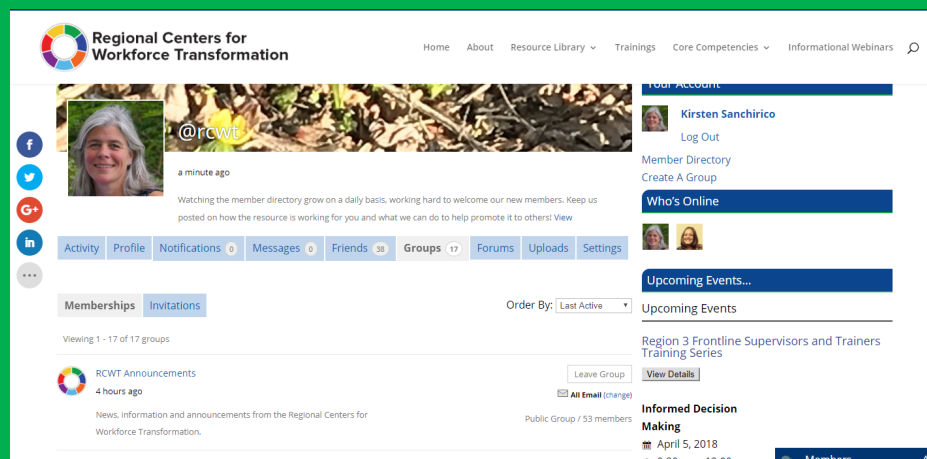 Regional Centers for
Workforce Transformation
Home About Resource Library Trainings Core Competencies Informational Webinars
@rcwt
a minute ago
Watching the member directory grow on a daily basis, working hard to welcome our new members. Keep us
posted on how the resource is working for you and what we can do to help promote it to others! View
Activity Profile Notifications 0 Messages 0 Friends 38 Groups 17 Forums Uploads Settings
Memberships Invitations
Order By: Last Active
Viewing 1 - 17 of 17 groups
RCWT Announcements
4 hours ago
News, information and announcements from the Regional Centers for
Workforce Transformation.
Leave Group
All Email (change)
Public Group / 53 members
Your Account
Kirsten Sanchirico
Log Out
Member Directory
Create A Group
Who's Online
Upcoming Events...
Upcoming Events
Region 3 Frontline Supervisors and Trainers
Training Series
View Details
Informed Decision
Making
April 5, 2018
Members
f
G+
in